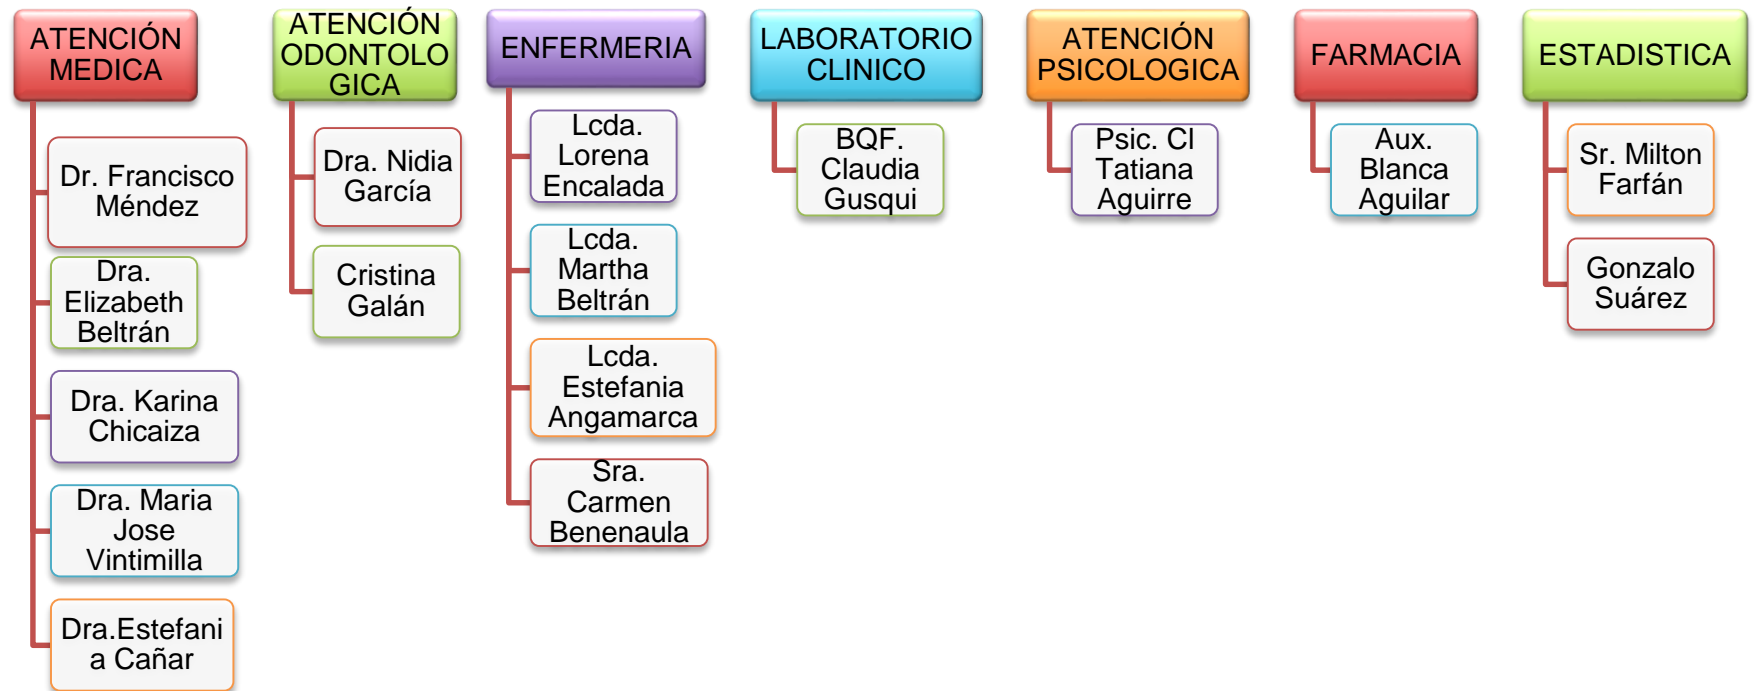 ATENCIÓN
MEDICA
Dr. Francisco
Méndez
Dra.
Elizabeth
Beltrán
Dra. Karina
Chicaiza
Dra. Maria
Jose
Vintimilla
Dra.Estefani
a Cañar
ATENCIÓN
ODONTOLO
GICA
Dra. Nidia
García
Cristina
Galán
ENFERMERIA
Lcda.
Lorena
Encalada
Lcda.
Martha
Beltrán
Lcda.
Estefania
Angamarca
Sra.
Carmen
Benenaula
LABORATORIO
CLINICO
BQF.
Claudia
Gusqui
ATENCIÓN
PSICOLOGICA
Psic. Cl
Tatiana
Aguirre
FARMACIA
Aux.
Blanca
Aguilar
ESTADISTICA
Sr. Milton
Farfán
Gonzalo
Suárez